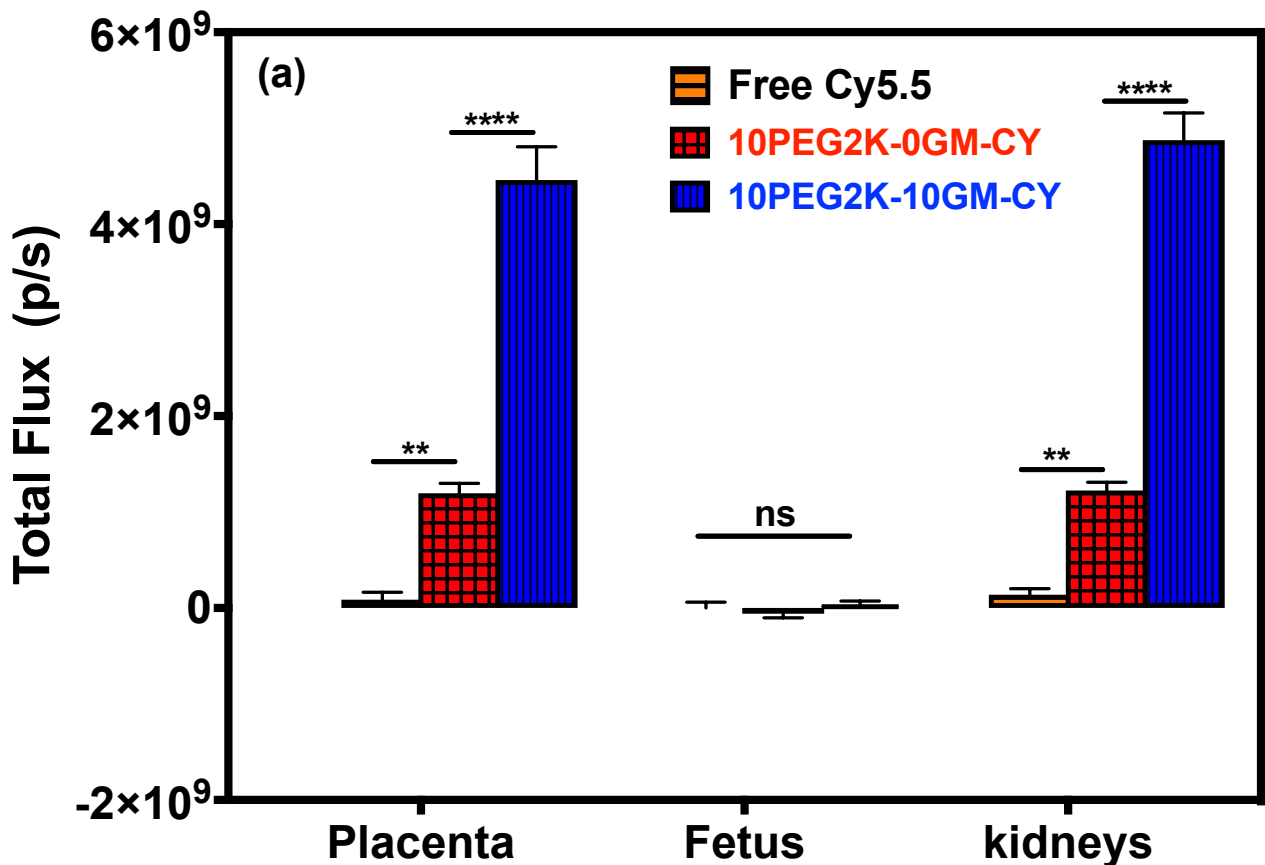 6×10⁹
(a)
Free Cy5.5
10PEG2K-0GM-CY
10PEG2K-10GM-CY
****
****
4×10⁹
Total Flux (p/s)
2×10⁹
**
**
ns
0
-2×10⁹
Placenta
Fetus
kidneys